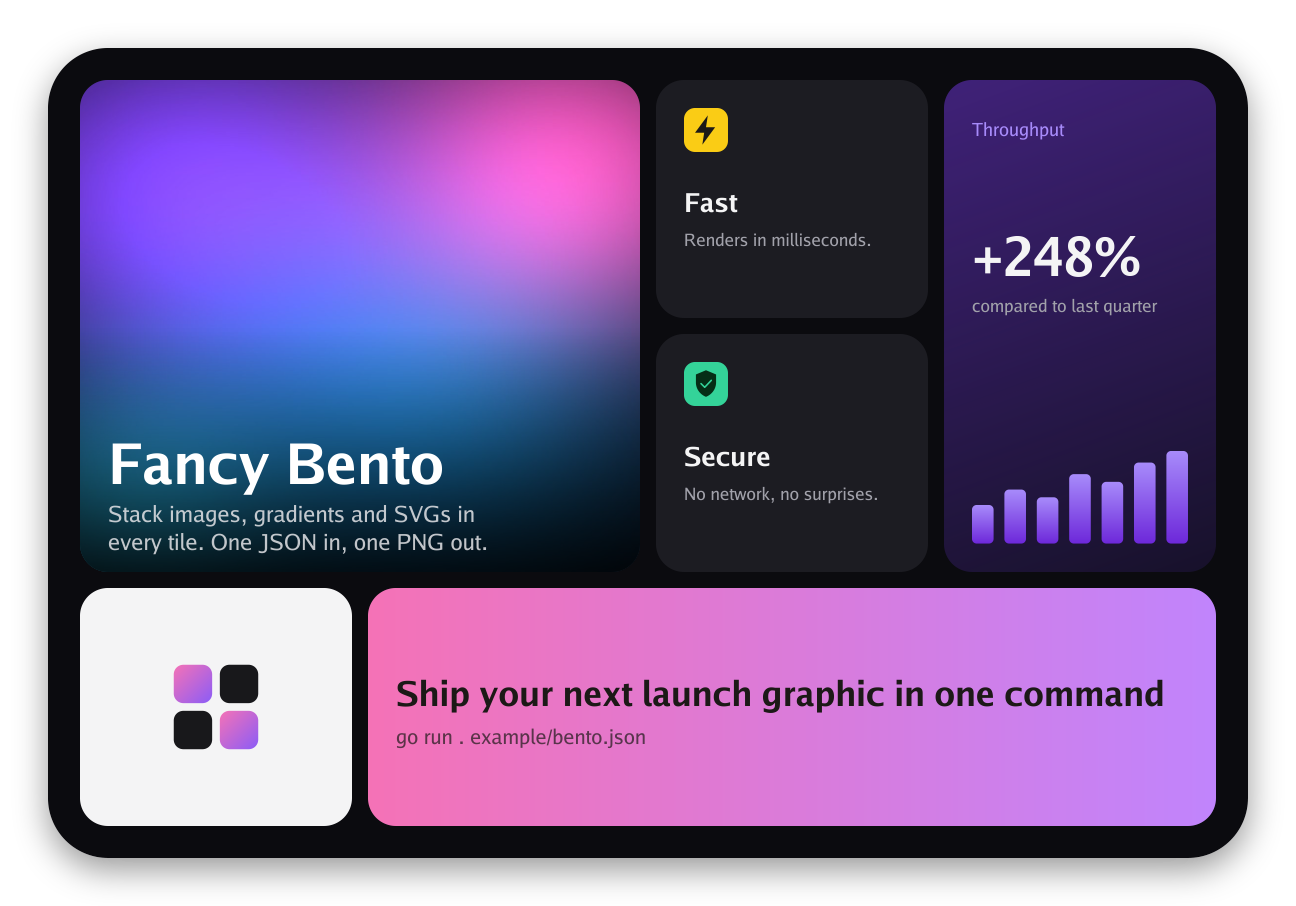 Fancy Bento
Stack images, gradients and SVGs in
every tile. One JSON in, one PNG out.
Fast
Renders in milliseconds.
Secure
No network, no surprises.
Throughput
+248%
compared to last quarter
Ship your next launch graphic in one command
go run . example/bento.json